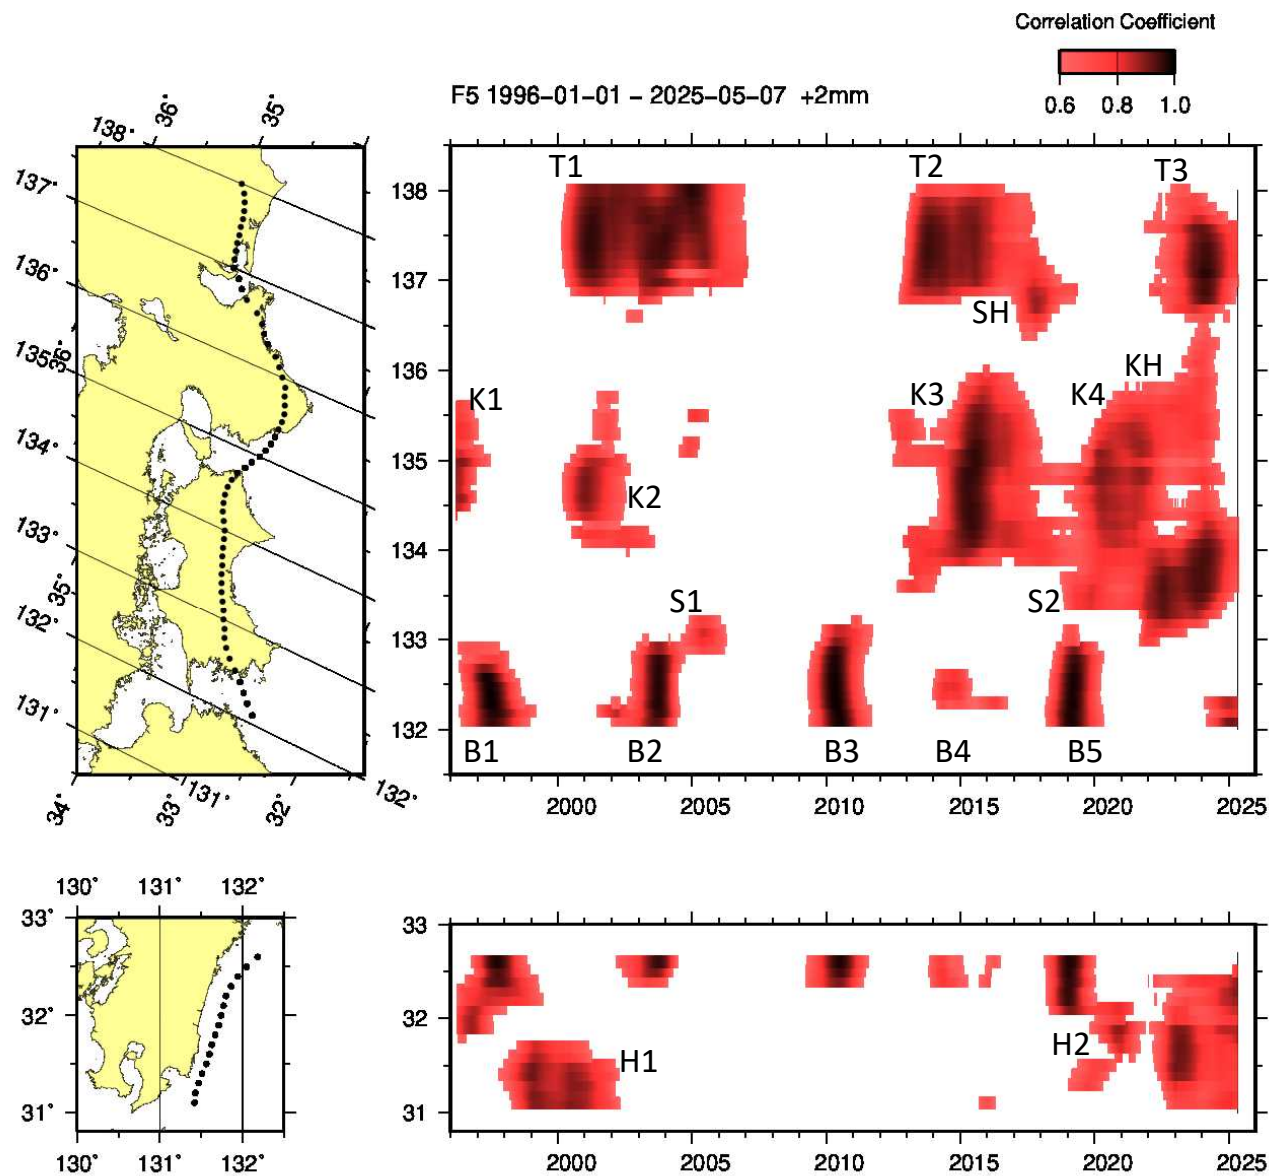 Correlation Coefficient
0.6 0.8 1.0
F5 1996-01-01 - 2025-05-07 +2mm
36° 35°
138°
137°
136°
135° 36°
134°
133°
35°
132°
131°
34° 33° 131° 32° 132°
138
137
136
135
134
133
132
T1 T2 T3
SH
KH
K1 K3 K4
K2
S1 S2
B1 B2 B3 B4 B5
2000 2005 2010 2015 2020 2025
130° 131° 132°
33°
32°
31°
130° 131° 132°
33
32
31
H1 H2
2000 2005 2010 2015 2020 2025